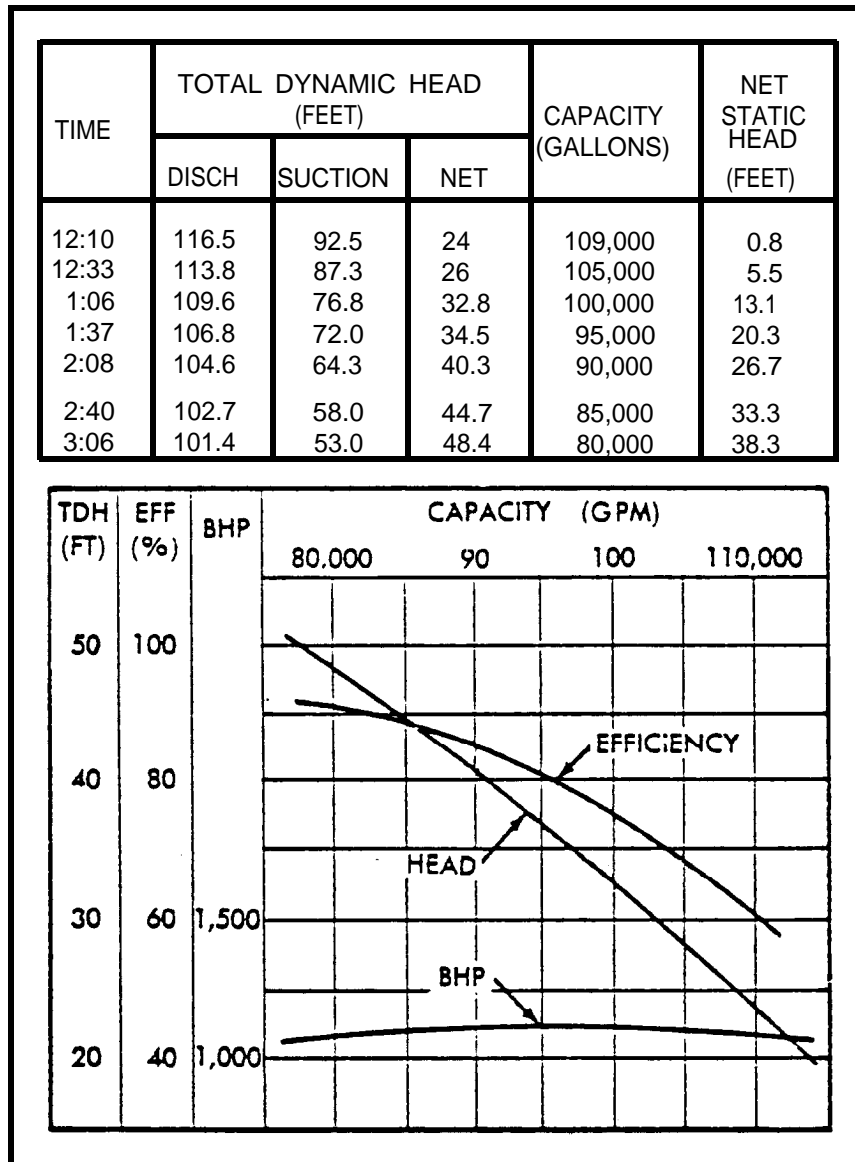 TIME
TOTAL DYNAMIC HEAD
(FEET)
CAPACITY
(GALLONS)
NET
STATIC
HEAD
(FEET)
DISCH SUCTION NET
12:10 116.5 92.5 24 109,000 0.8
12:33 113.8 87.3 26 105,000 5.5
1:06 109.6 76.8 32.8 100,000 13.1
1:37 106.8 72.0 34.5 95,000 20.3
2:08 104.6 64.3 40.3 90,000 26.7
2:40 102.7 58.0 44.7 85,000 33.3
3:06 101.4 53.0 48.4 80,000 38.3
TDH
(FT)
EFF
(%)
BHP
CAPACITY (GPM)
80,000 90 100 110,000
50 100
EFFICIENCY
40 80
HEAD
30 60 1,500
BHP
20 40 1,000